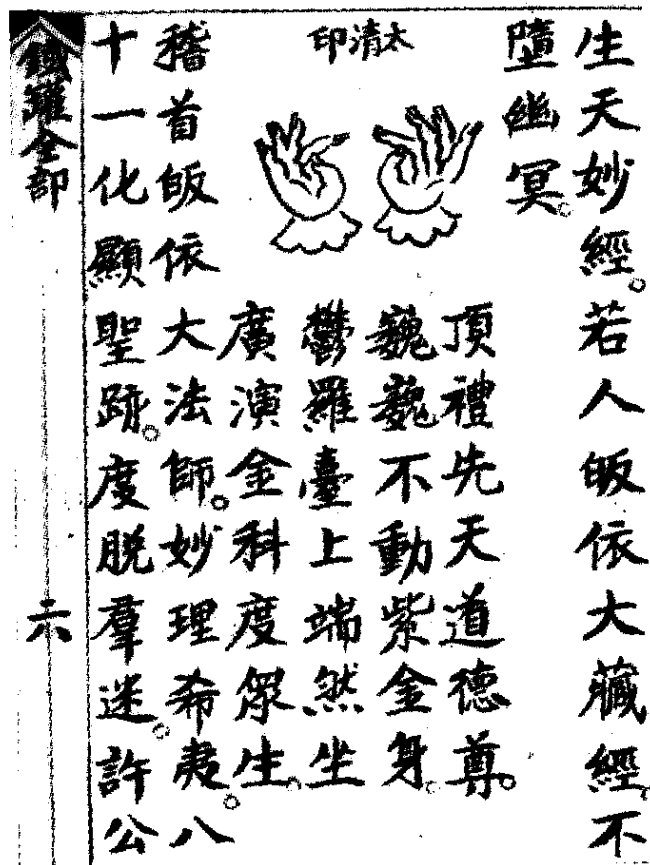 生天妙經。若人皈依大藏經。不
墮幽冥。
太清印
頂禮先天道德尊。
巍巍不動紫金身。
鬱羅臺上端然坐
廣演金科度眾生。
稽首皈依大法師。妙理希夷。八
十一化顯聖跡。度脫羣迷。許公
鐵罐全部
六